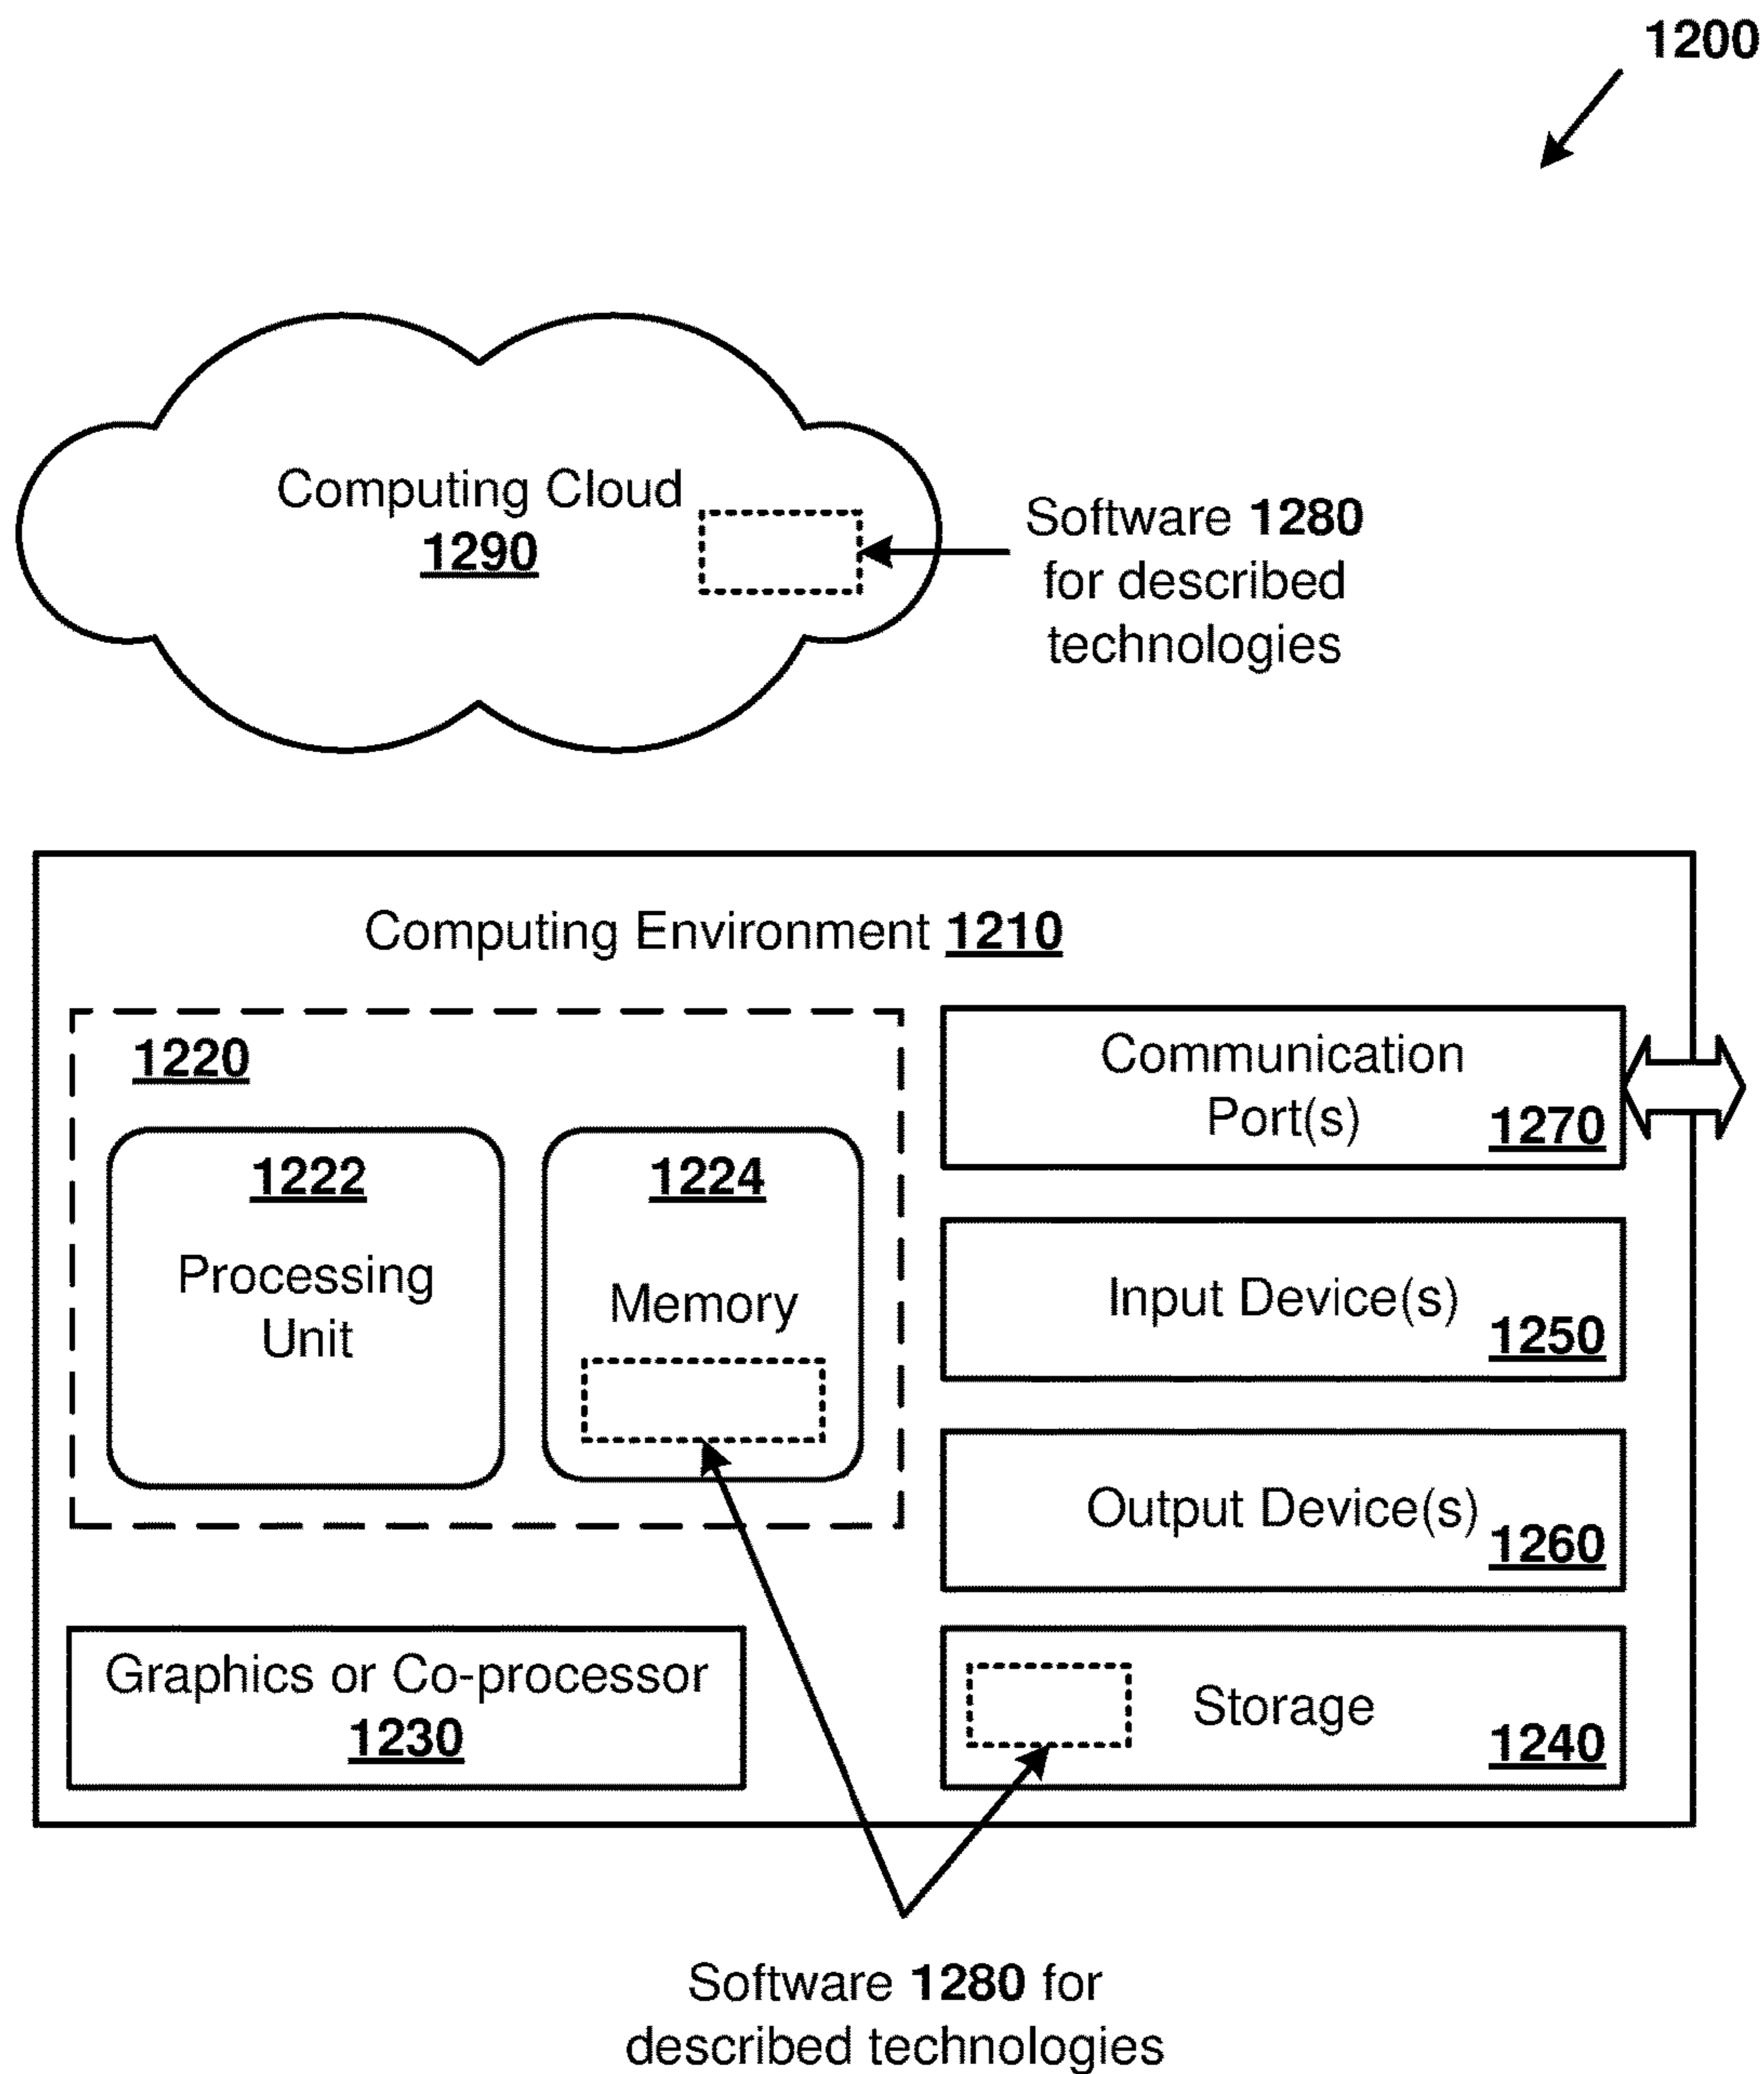 1200
Computing Cloud
1290
Software 1280
for described
technologies
Computing Environment 1210
1220
1222
Processing
Unit
1224
Memory
Communication
Port(s)
1270
Input Device(s)
1250
Output Device(s)
1260
Graphics or Co-processor
1230
Storage
1240
Software 1280 for
described technologies